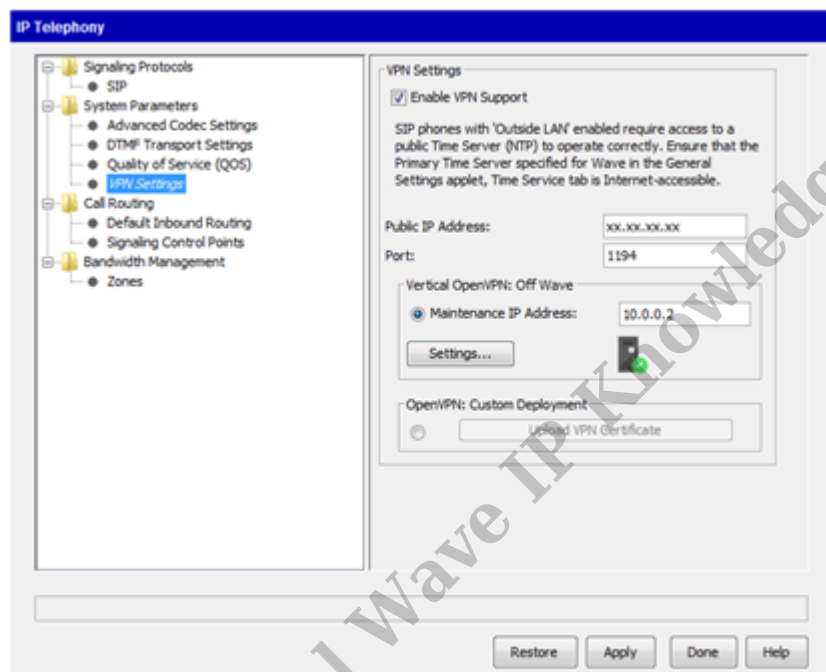 IP Telephony
Signaling Protocols
SIP
System Parameters
Advanced Codec Settings
DTMF Transport Settings
Quality of Service (QOS)
VPN Settings
Call Routing
Default Inbound Routing
Signaling Control Points
Bandwidth Management
Zones
VPN Settings
Enable VPN Support
SIP phones with 'Outside LAN' enabled require access to a
public Time Server (NTP) to operate correctly. Ensure that the
Primary Time Server specified for Wave in the General
Settings applet, Time Service tab is Internet-accessible.
Public IP Address: xx.xx.xx.xx
Port: 1194
Vertical OpenVPN: Off Wave
Maintenance IP Address: 10.0.0.2
Settings...
OpenVPN: Custom Deployment
Upload VPN Certificate
Restore Apply Done Help
Wave IP